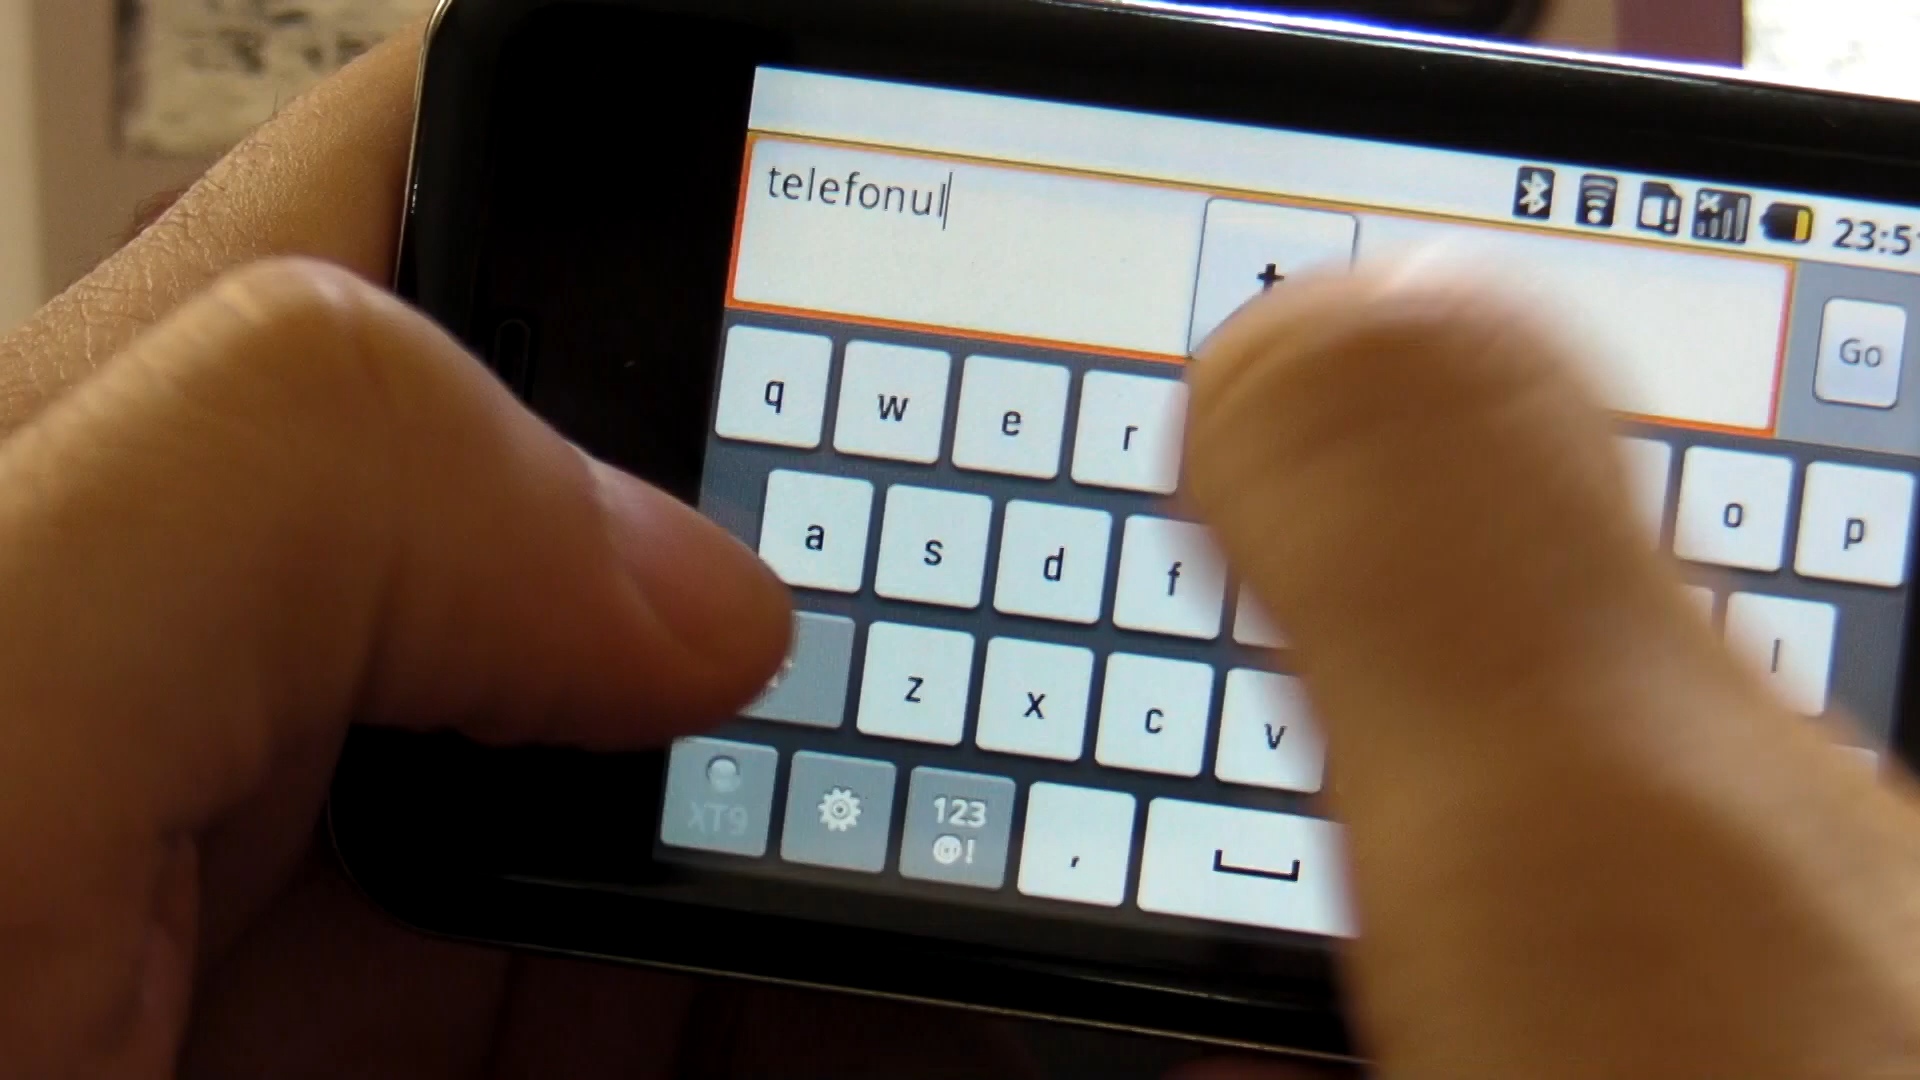 telefonul
23:5
t
Go
q w e r o p
a s d f l
z x c v
XT9 123 @! ,